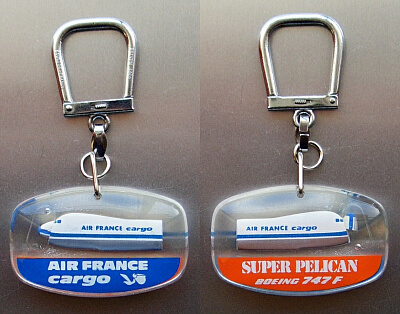 AIR FRANCE cargo
AIR FRANCE
cargo
AIR FRANCE cargo
SUPER PELICAN
BOEING 747 F